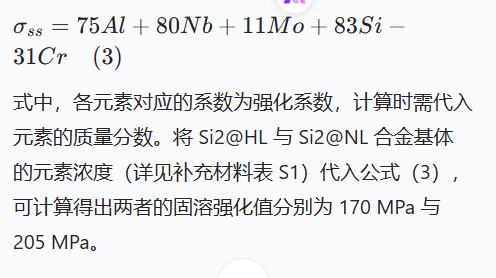 σss = 75Al + 80Nb + 11Mo + 83Si −
31Cr (3)
式中，各元素对应的系数为强化系数，计算时需代入
元素的质量分数。将 Si2@HL 与 Si2@NL 合金基体
的元素浓度（详见补充材料表 S1）代入公式（3），
可计算得出两者的固溶强化值分别为 170 MPa 与
205 MPa。